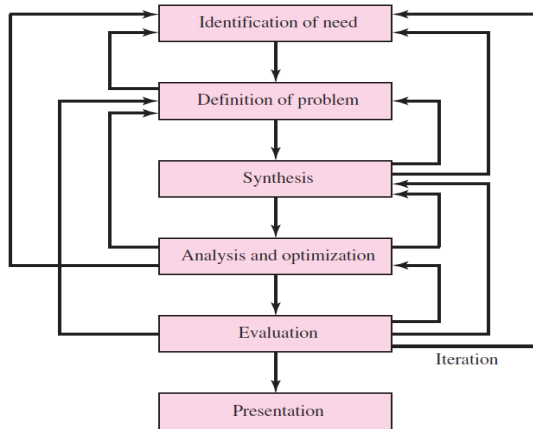 Identification of need
Definition of problem
Synthesis
Analysis and optimization
Evaluation
Iteration
Presentation